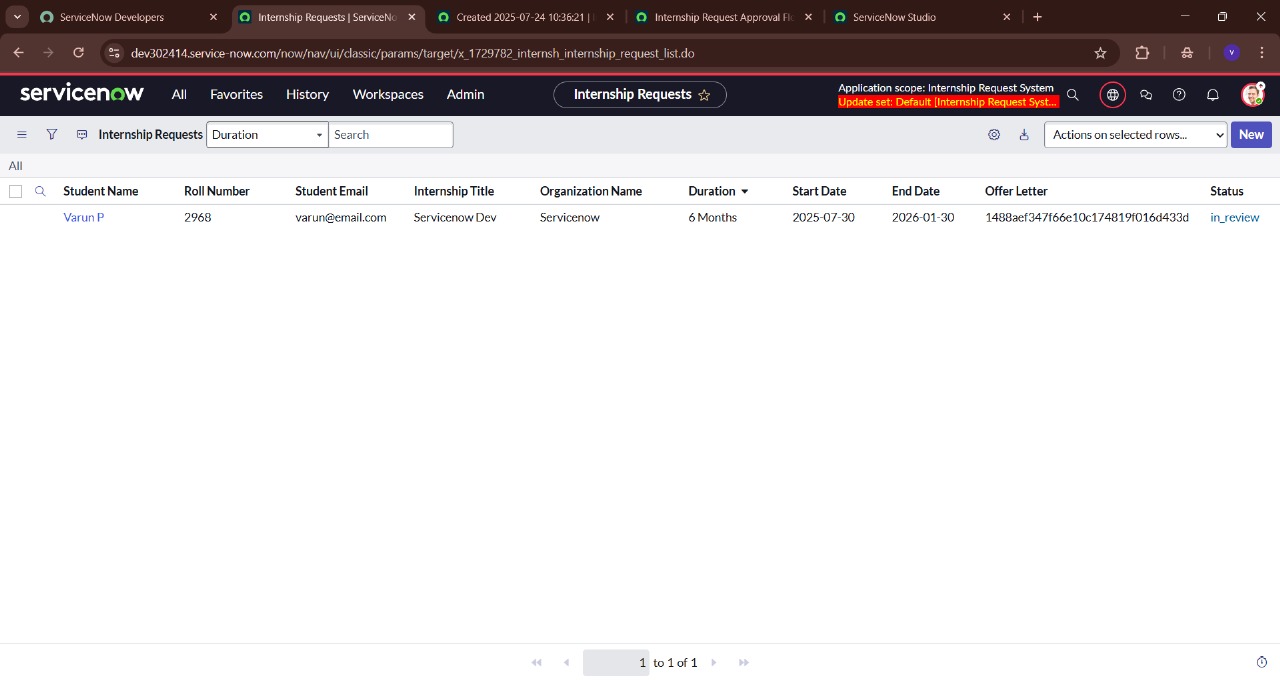 ServiceNow Developers
Internship Requests | ServiceNo
Created 2025-07-24 10:36:21 |
Internship Request Approval Flo
ServiceNow Studio
dev302414.service-now.com/now/nav/ui/classic/params/target/x_1729782_internsh_internship_request_list.do
V
servicenow
All
Favorites
History
Workspaces
Admin
Internship Requests
Application scope: Internship Request System
Update set: Default [Internship Request Syst...
Internship Requests
Duration
Search
Actions on selected rows...
New
All
Student Name Roll Number Student Email Internship Title Organization Name Duration Start Date End Date Offer Letter Status
Varun P 2968 varun@email.com Servicenow Dev Servicenow 6 Months 2025-07-30 2026-01-30 1488aef347f66e10c174819f016d433d in_review
1 to 1 of 1